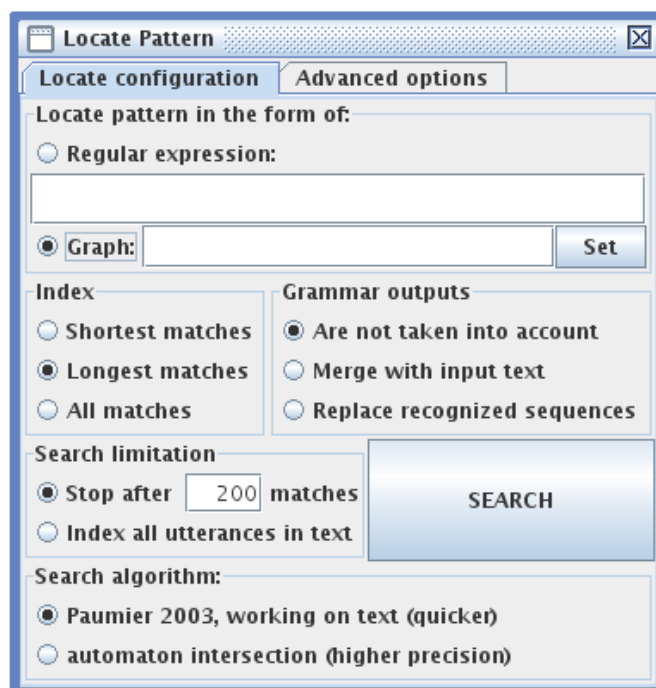 Locate Pattern
Locate configuration Advanced options
Locate pattern in the form of:
Regular expression:
Graph: Set
Index
Shortest matches
Longest matches
All matches
Grammar outputs
Are not taken into account
Merge with input text
Replace recognized sequences
Search limitation
Stop after 200 matches
Index all utterances in text
SEARCH
Search algorithm:
Paumier 2003, working on text (quicker)
automaton intersection (higher precision)